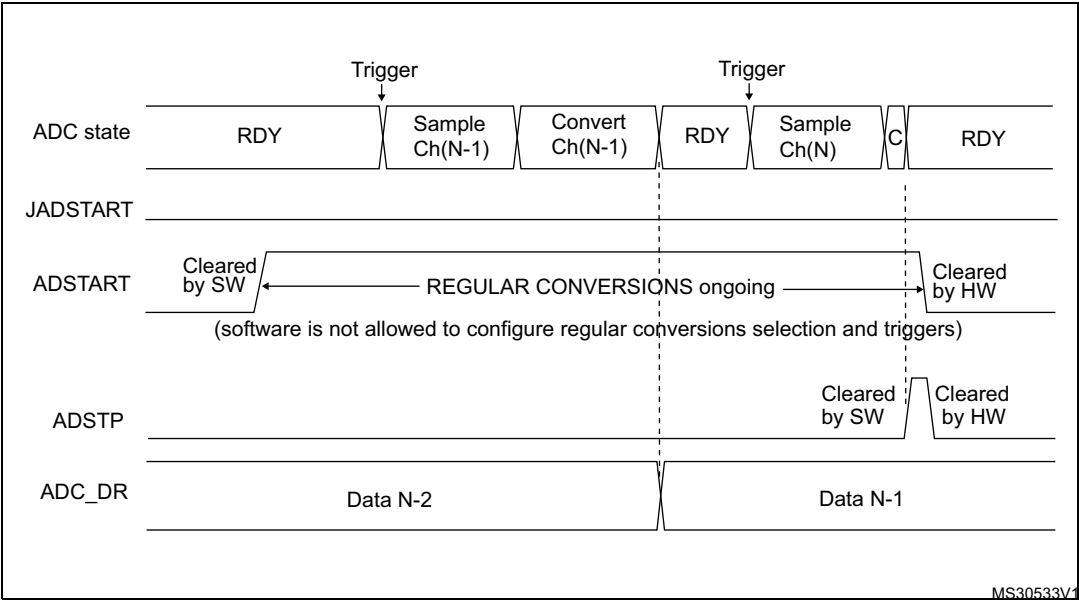 Trigger
Trigger
ADC state
RDY
Sample
Ch(N-1)
Convert
Ch(N-1)
RDY
Sample
Ch(N)
C
RDY
JADSTART
ADSTART
Cleared
by SW
REGULAR CONVERSIONS ongoing
Cleared
by HW
(software is not allowed to configure regular conversions selection and triggers)
ADSTP
Cleared
by SW
Cleared
by HW
ADC_DR
Data N-2
Data N-1
MS30533V1